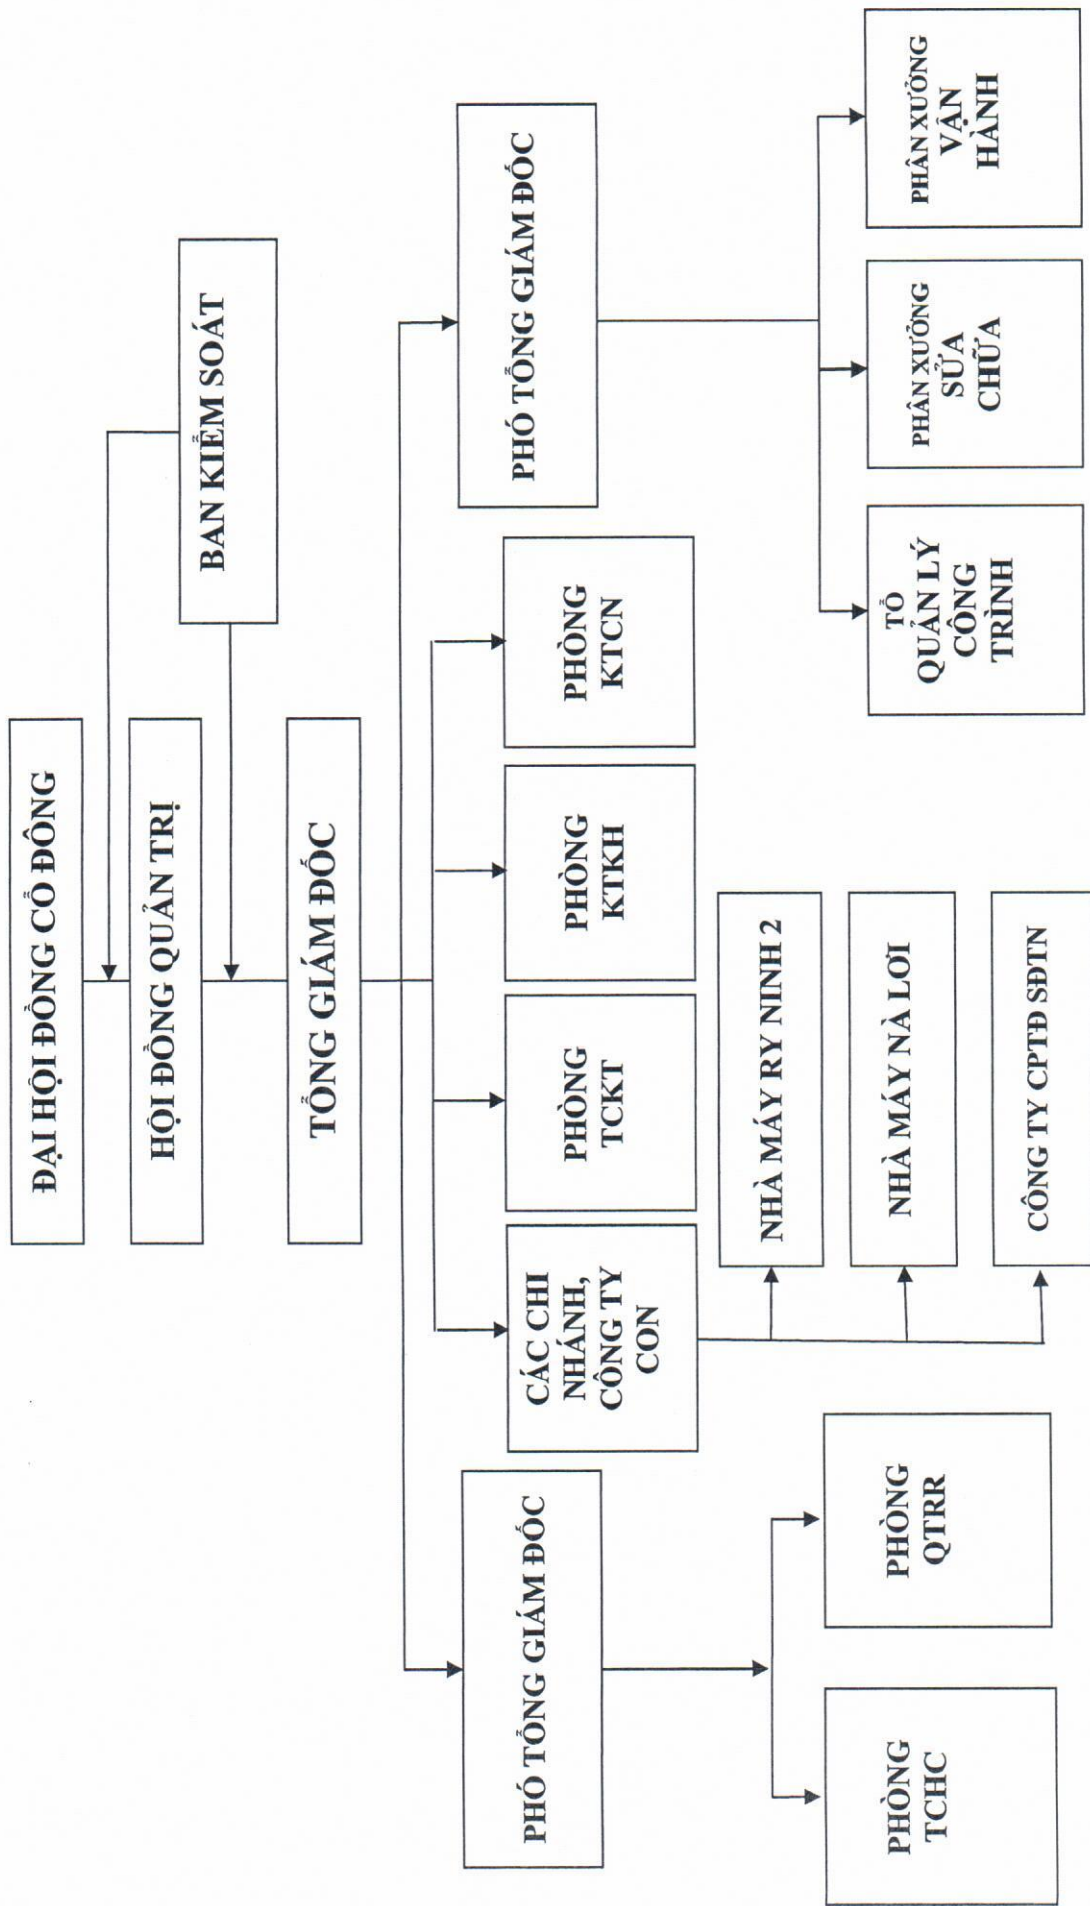 ĐẠI HỘI ĐỒNG CỔ ĐÔNG
HỘI ĐỒNG QUẢN TRỊ
BAN KIỂM SOÁT
TỔNG GIÁM ĐỐC
PHÓ TỔNG GIÁM ĐỐC
CÁC CHI
NHÁNH,
CÔNG TY
CON
PHÒNG
TCKT
PHÒNG
KTKH
PHÒNG
KTCN
PHÓ TỔNG GIÁM ĐỐC
NHÀ MÁY RY NINH 2
NHÀ MÁY NÀ LƠI
CÔNG TY CPTĐ SĐTN
PHÒNG
TCHC
PHÒNG
QTRR
TỔ
QUẢN LÝ
CÔNG
TRÌNH
PHÂN XƯỞNG
SỬA
CHỮA
PHÂN XƯỞNG
VẬN
HÀNH